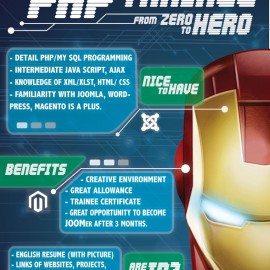 PHP TRAINEE
FROM ZERO
TO HERO
- DETAIL PHP/MY SQL PROGRAMMING
- INTERMEDIATE JAVA SCRIPT, AJAX
- KNOWLEDGE OF XML/XLST, HTML/ CSS
- FAMILIARITY WITH JOOMLA, WORD-
PRESS, MAGENTO IS A PLUS.
NICE
TO HAVE
BENEFITS
- CREATIVE ENVIRONMENT
- GREAT ALLOWANCE
- TRAINEE CERTIFICATE
- GREAT OPPORTUNITY TO BECOME
JOOMer AFTER 3 MONTHS.
- ENGLISH RESUME (WITH PICTURE)
- LINKS OF WEBSITES, PROJECTS,